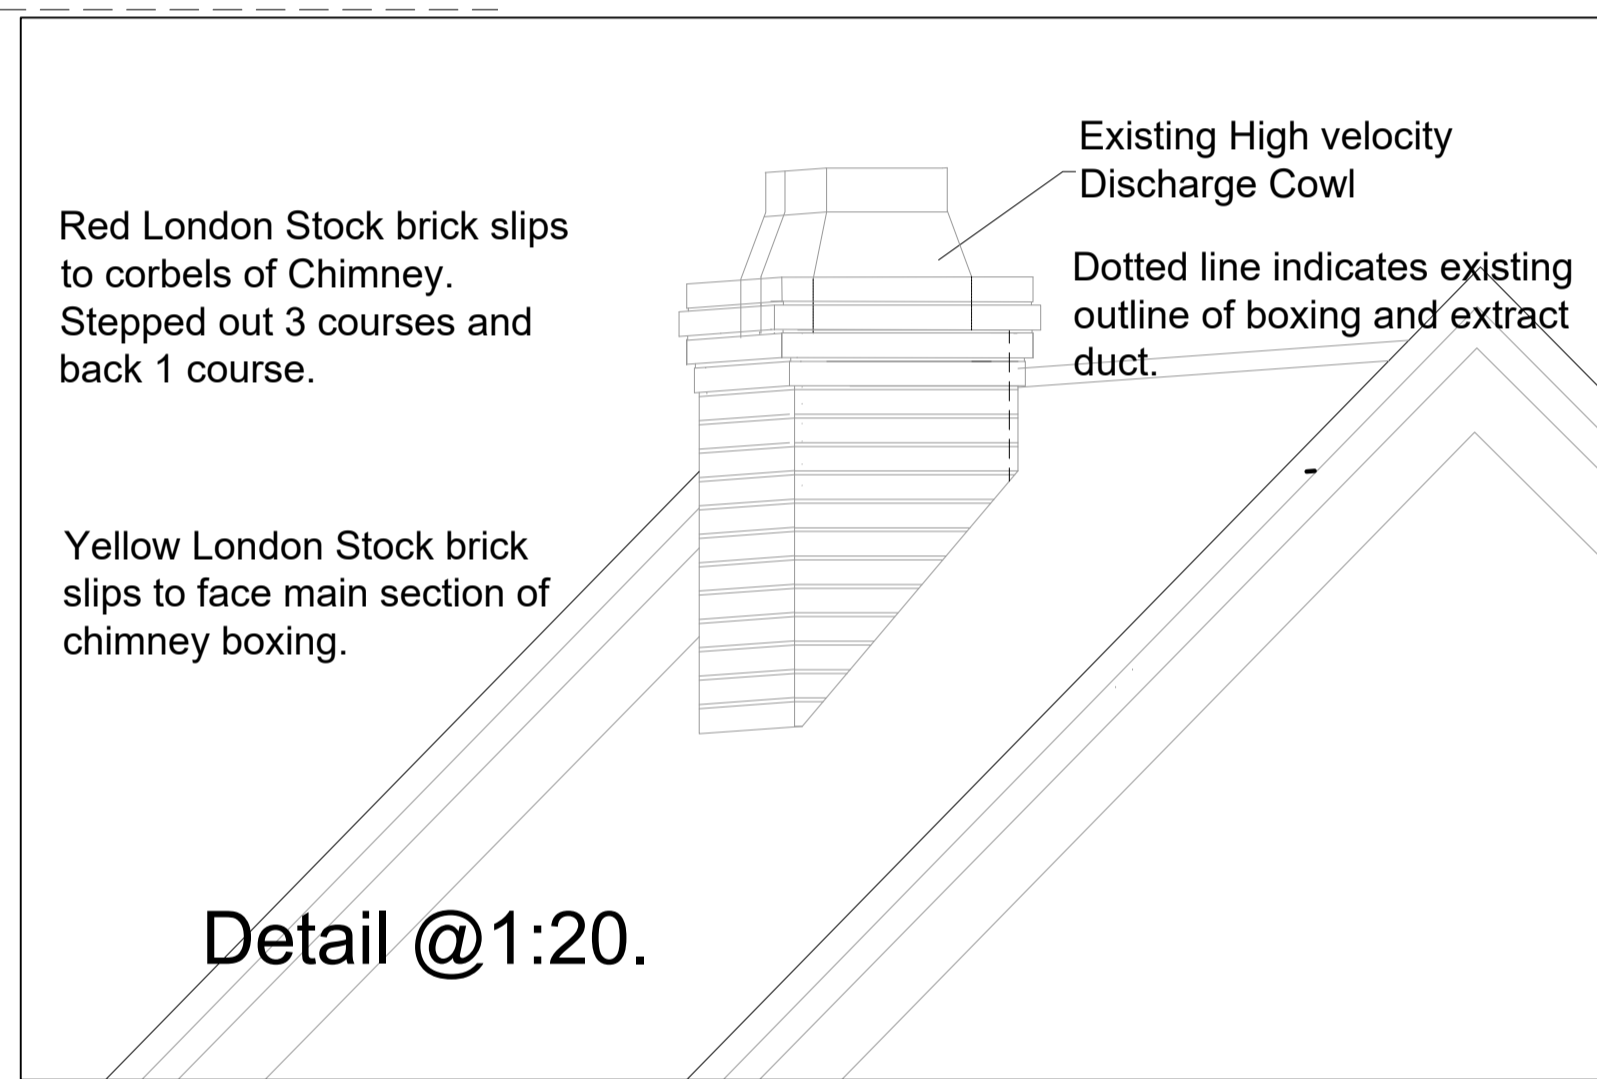 Red London Stock brick slips
to corbels of Chimney.
Stepped out 3 courses and
back 1 course.
Yellow London Stock brick
slips to face main section of
chimney boxing.
Existing High velocity
Discharge Cowl
Dotted line indicates existing
outline of boxing and extract
duct.
Detail @1:20.